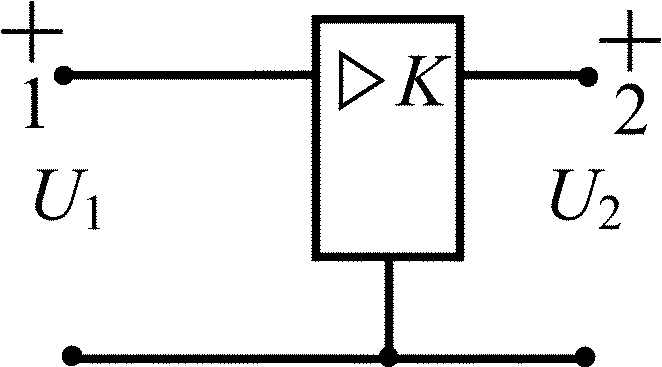 + +
1 ▷ K 2
U₁ U₂